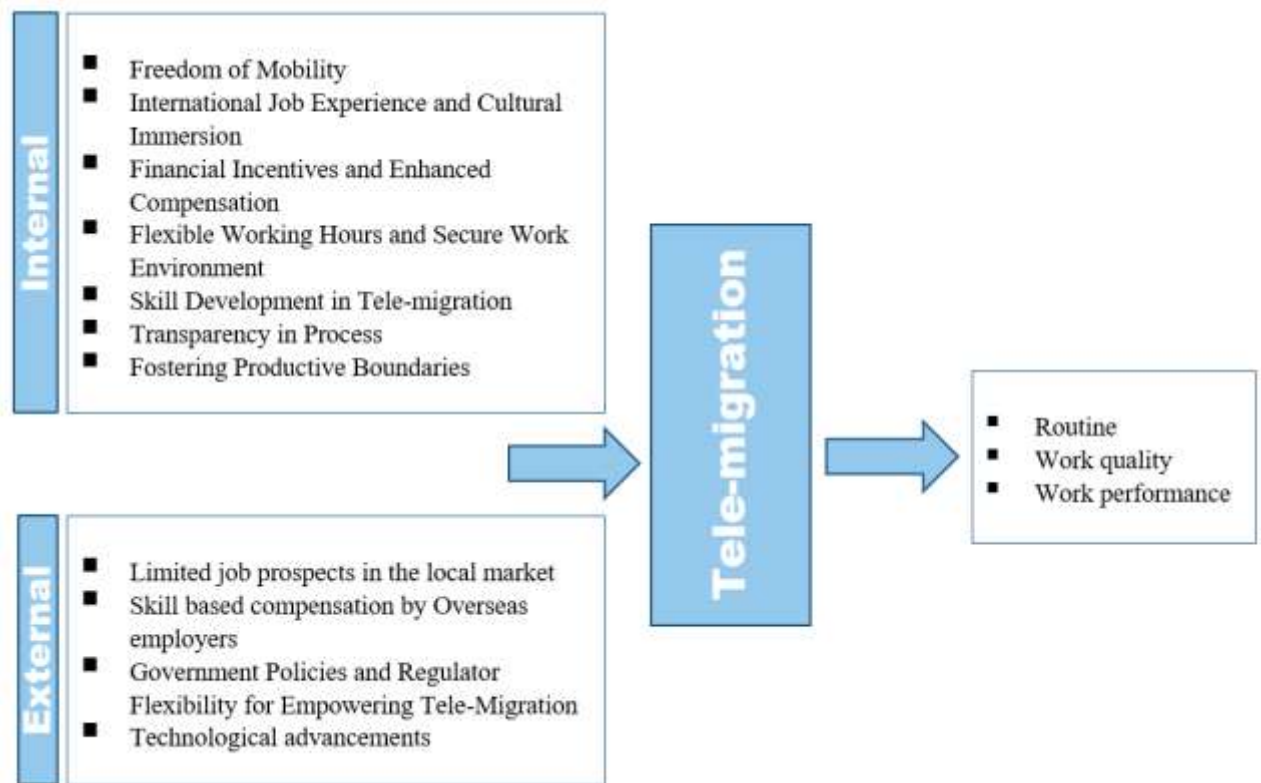 Internal
■ Freedom of Mobility
■ International Job Experience and Cultural
Immersion
■ Financial Incentives and Enhanced
Compensation
■ Flexible Working Hours and Secure Work
Environment
■ Skill Development in Tele-migration
■ Transparency in Process
■ Fostering Productive Boundaries
External
■ Limited job prospects in the local market
■ Skill based compensation by Overseas
employers
■ Government Policies and Regulator
Flexibility for Empowering Tele-Migration
■ Technological advancements
Tele-migration
■ Routine
■ Work quality
■ Work performance